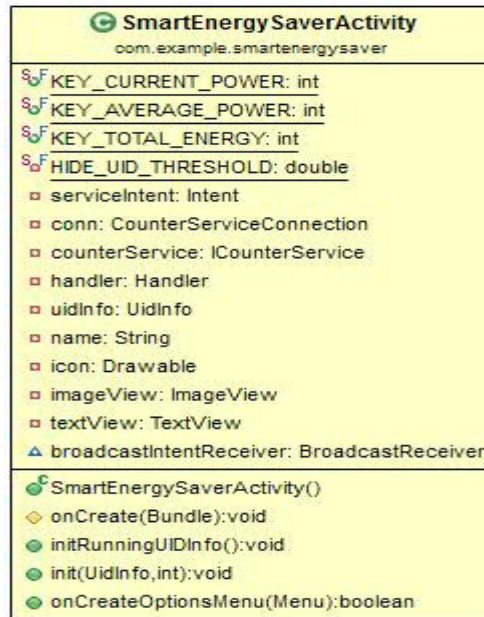 C SmartEnergySaverActivity
com.example.smartenergysaver
S F KEY_CURRENT_POWER: int
S F KEY_AVERAGE_POWER: int
S F KEY_TOTAL_ENERGY: int
S F HIDE_UID_THRESHOLD: double
serviceIntent: Intent
conn: CounterServiceConnection
counterService: ICounterService
handler: Handler
uidInfo: UidInfo
name: String
icon: Drawable
imageView: ImageView
textView: TextView
broadcastIntentReceiver: BroadcastReceiver
C SmartEnergySaverActivity()
onCreate(Bundle):void
initRunningUIDInfo():void
init(UidInfo,int):void
onCreateOptionsMenu(Menu):boolean